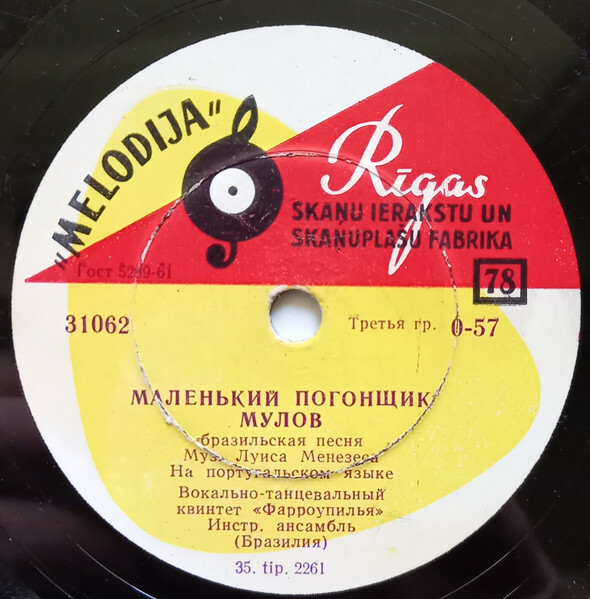 "MELODIJA"
Rīgas
SKAŅU IERAKSTU UN
SKAŅUPLAŠU FABRIKA
Гост 5289-61
78
31062
Третья гр. 0-57
МАЛЕНЬКИЙ ПОГОНЩИК
МУЛОВ
бразильская песня
Муз. Луиса Менезеса
На португальском языке
Вокально-танцевальный
квинтет «Фарроупилья»
Инстр. ансамбль
(Бразилия)
35. tip. 2261